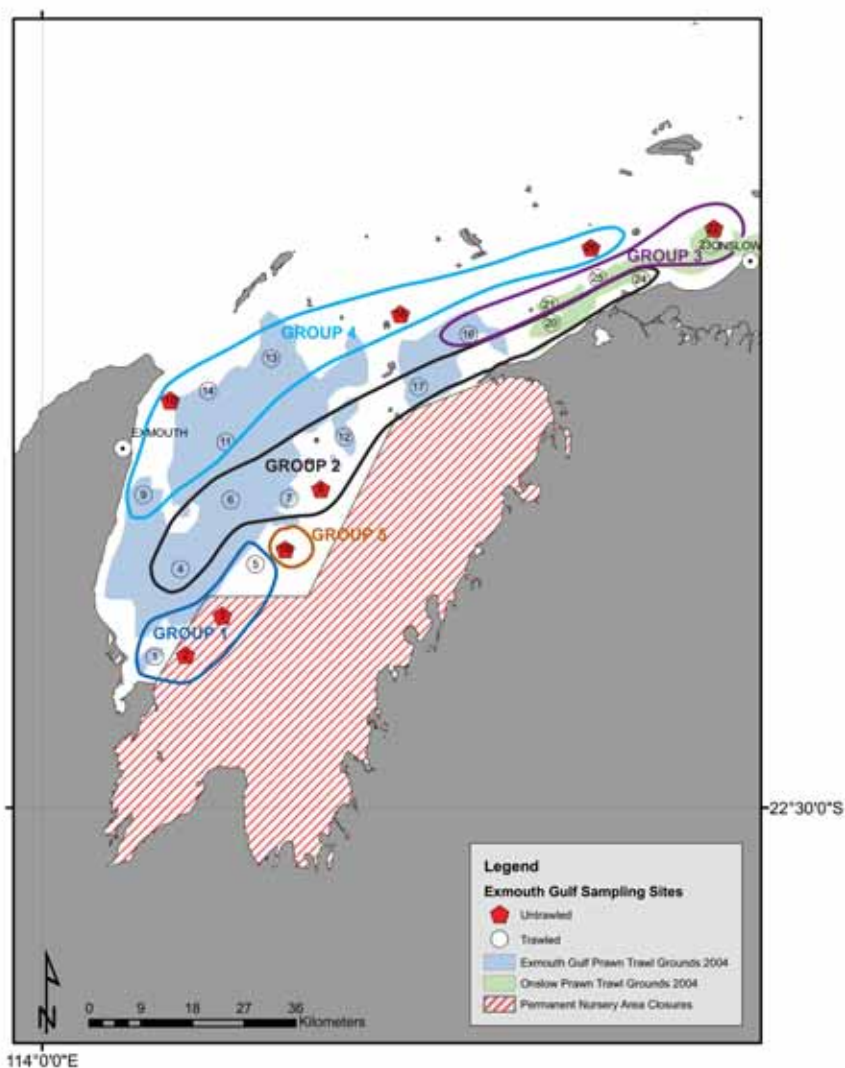 ONSLOW
GROUP 3
25
24
21
20
GROUP 4
16
13
14
17
EXMOUTH
11
12
GROUP 2
9
6
7
GROUP 5
5
4
GROUP 1
1
22°30'0"S
Legend
Exmouth Gulf Sampling Sites
Untrawled
Trawled
Exmouth Gulf Prawn Trawl Grounds 2004
Onslow Prawn Trawl Grounds 2004
Permanent Nursery Area Closures
N
0 9 18 27 36
Kilometers
114°0'0"E